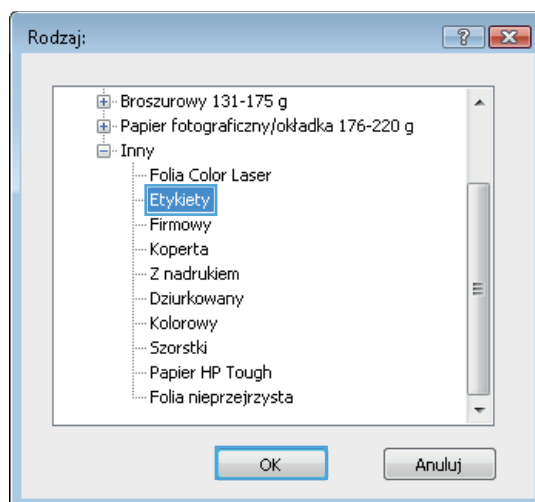 Rodzaj:
Broszurowy 131-175 g
Papier fotograficzny/okładka 176-220 g
Inny
Folia Color Laser
Etykiety
Firmowy
Koperta
Z nadrukiem
Dziurkowany
Kolorowy
Szorstki
Papier HP Tough
Folia nieprzejrzysta
OK
Anuluj